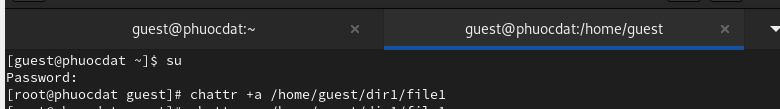 guest@phuocdat:~ × guest@phuocdat:/home/guest ×
[guest@phuocdat ~]$ su
Password:
[root@phuocdat guest]# chattr +a /home/guest/dir1/file1